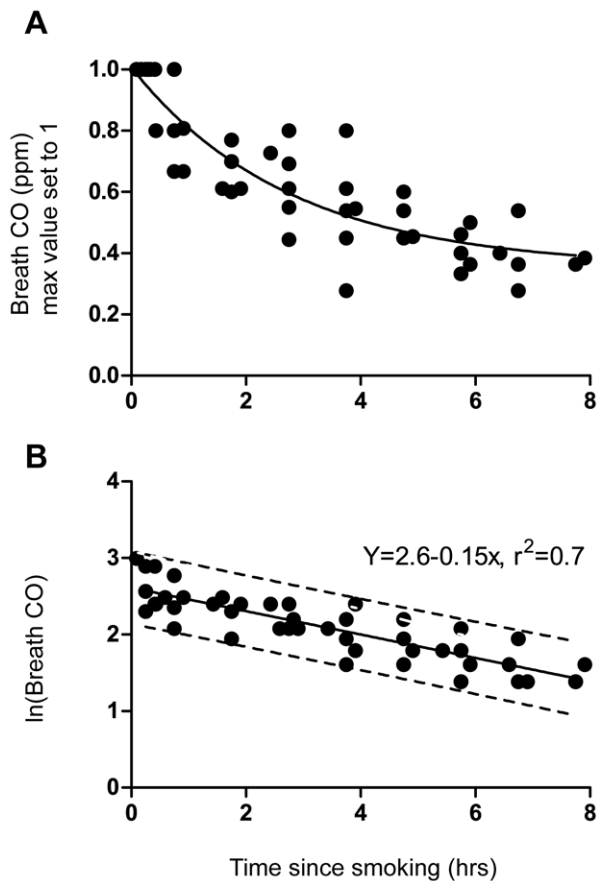 A
1.0
0.8
0.6
0.4
0.2
0.0
Breath CO (ppm)
max value set to 1
0 2 4 6 8
B
4
3
2
1
0
ln(Breath CO)
Y=2.6-0.15x, r²=0.7
0 2 4 6 8
Time since smoking (hrs)